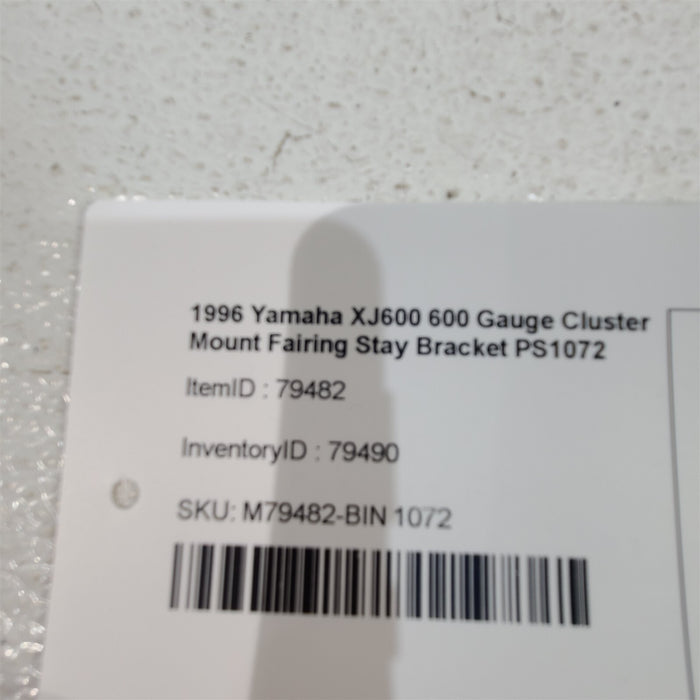 1996 Yamaha XJ600 600 Gauge Cluster
Mount Fairing Stay Bracket PS1072
ItemID : 79482
InventoryID : 79490
SKU: M79482-BIN 1072